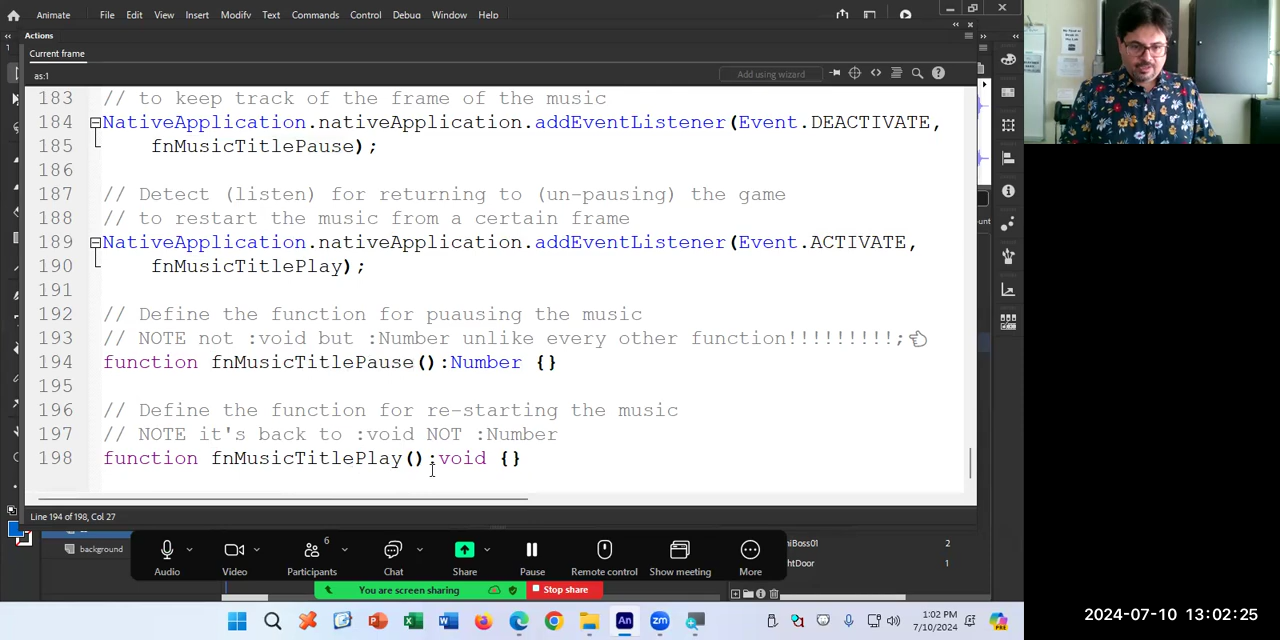 Animate File Edit View Insert Modify Text Commands Control Debug Window Help
Actions
Current frame
as:1
Add using wizard
183 // to keep track of the frame of the music
184 NativeApplication.nativeApplication.addEventListener(Event.DEACTIVATE,
185 fnMusicTitlePause);
186
187 // Detect (listen) for returning to (un-pausing) the game
188 // to restart the music from a certain frame
189 NativeApplication.nativeApplication.addEventListener(Event.ACTIVATE,
190 fnMusicTitlePlay);
191
192 // Define the function for puausing the music
193 // NOTE not :void but :Number unlike every other function!!!!!!!!!;
194 function fnMusicTitlePause():Number {}
195
196 // Define the function for re-starting the music
197 // NOTE it's back to :void NOT :Number
198 function fnMusicTitlePlay():void {}
Line 194 of 198, Col 27
background
6
Audio Video Participants Chat Share Pause Remote control Show meeting More
niBoss01 2
htDoor 1
You are screen sharing Stop share
1:02 PM
7/10/2024
2024-07-10 13:02:25